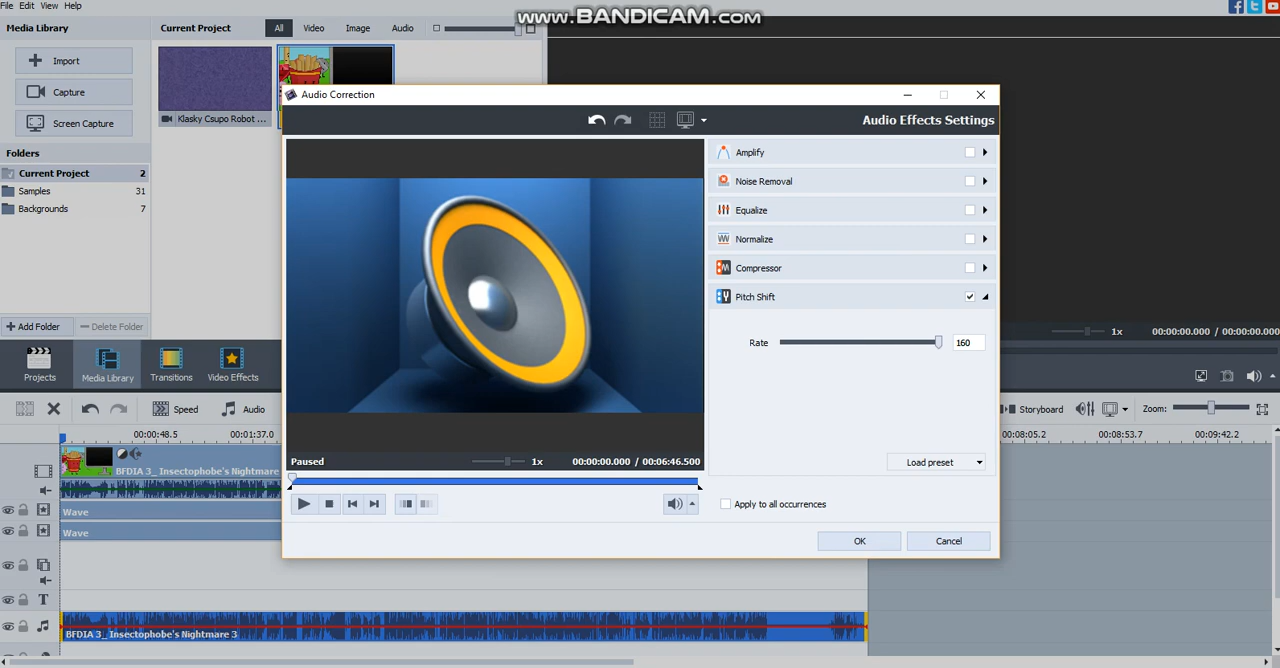 File Edit View Help
www.BANDICAM.com
Media Library
Current Project
All Video Image Audio
Import
Capture
Screen Capture
Klasky Csupo Robot ...
Folders
Current Project 2
Samples 31
Backgrounds 7
+ Add Folder
Delete Folder
Projects
Media Library
Transitions
Video Effects
Audio Correction
Audio Effects Settings
Amplify
Noise Removal
Equalize
Normalize
Compressor
Pitch Shift
Rate 160
Load preset
Paused 1x 00:00:00.000 / 00:06:46.500
Apply to all occurrences
OK Cancel
1x 00:00:00.000 / 00:00:00.000
Speed Audio
Storyboard Zoom:
00:00:48.5 00:01:37.0
00:08:05.2 00:08:53.7 00:09:42.2
BFDIA 3_ Insectophobe's Nightmare
Wave
Wave
T
BFDIA 3_ Insectophobe's Nightmare 3